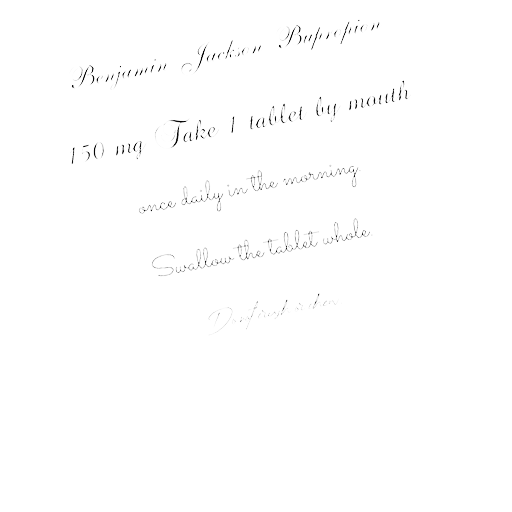 Benjamin Jackson Bupropion
150 mg Take 1 tablet by mouth
once daily in the morning
Swallow the tablet whole